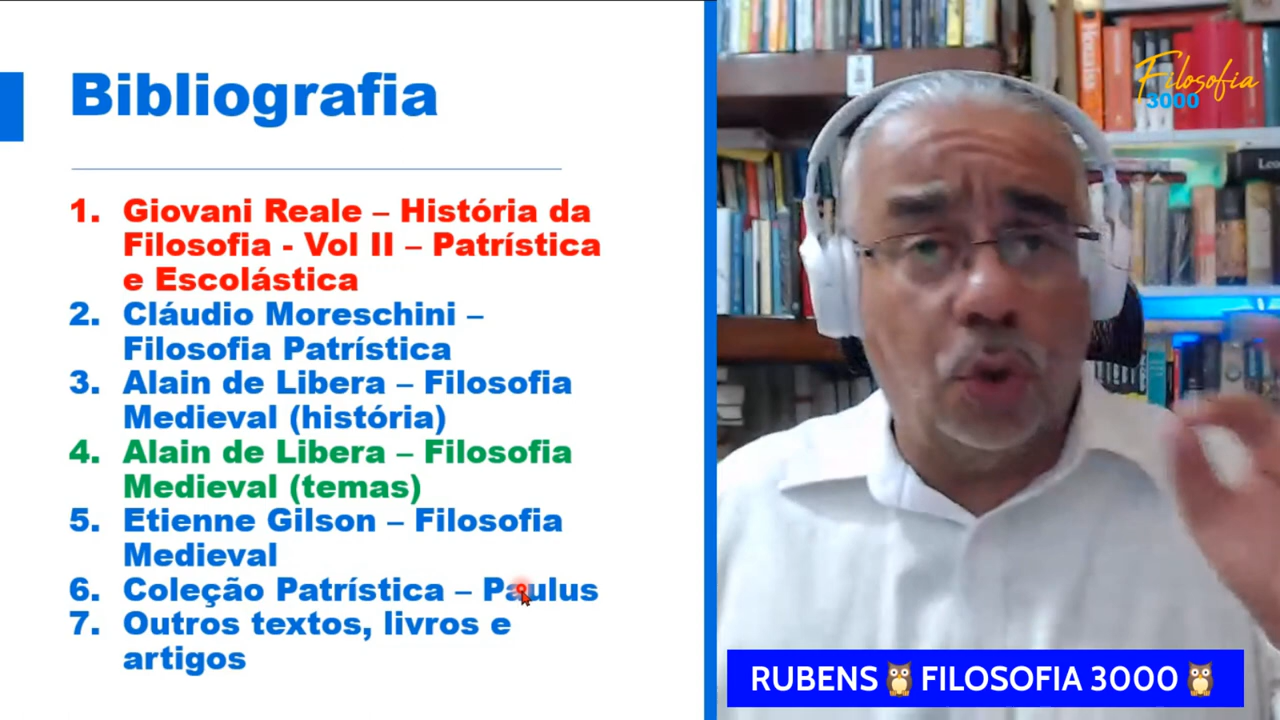 Bibliografia
1. Giovani Reale – História da
Filosofia - Vol II – Patrística
e Escolástica
2. Cláudio Moreschini –
Filosofia Patrística
3. Alain de Libera – Filosofia
Medieval (história)
4. Alain de Libera – Filosofia
Medieval (temas)
5. Etienne Gilson – Filosofia
Medieval
6. Coleção Patrística – Paulus
7. Outros textos, livros e
artigos
Filosofia
3000
RUBENS🦉FILOSOFIA 3000🦉